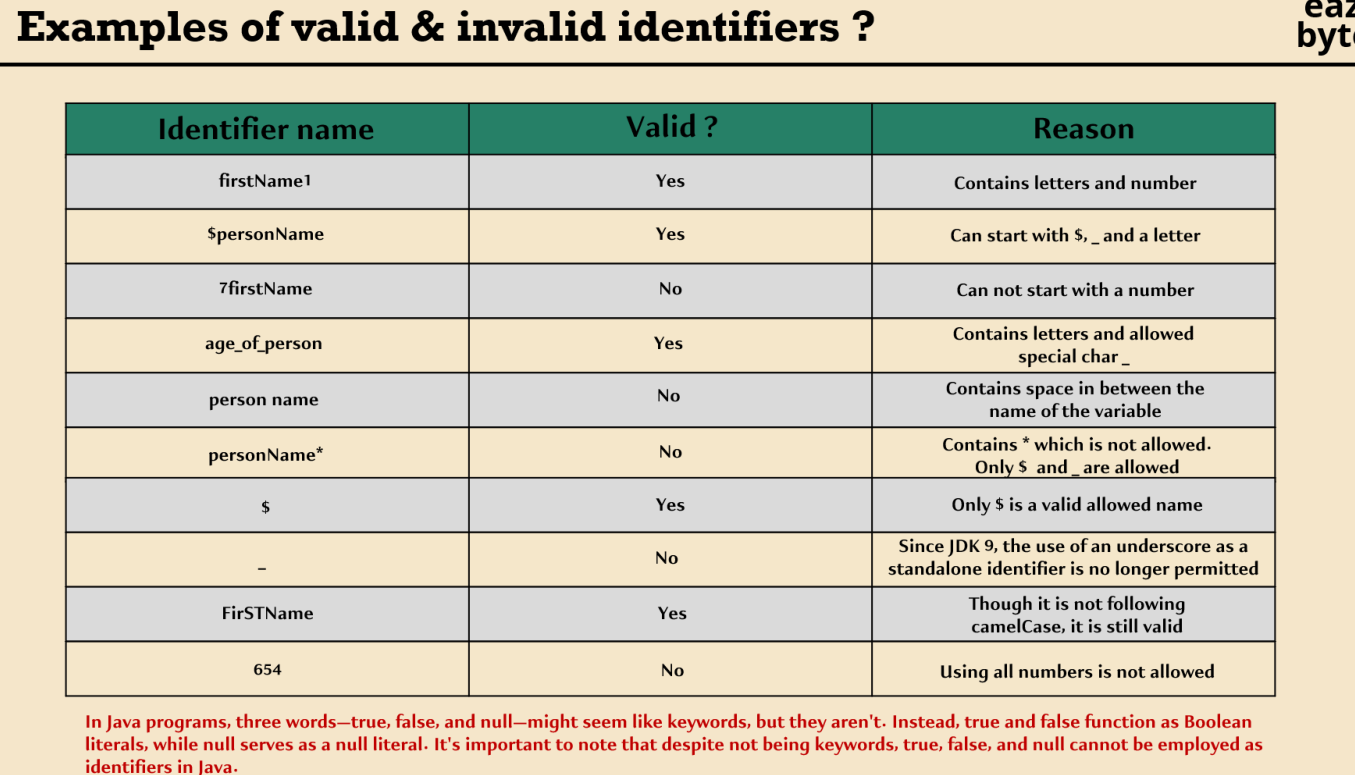 Examples of valid & invalid identifiers ?
Identifier name Valid ? Reason
firstName1 Yes Contains letters and number
$personName Yes Can start with $, _ and a letter
7firstName No Can not start with a number
age_of_person Yes Contains letters and allowed
special char _
person name No Contains space in between the
name of the variable
personName* No Contains * which is not allowed.
Only $ and _ are allowed
$ Yes Only $ is a valid allowed name
_ No Since JDK 9, the use of an underscore as a
standalone identifier is no longer permitted
FirSTName Yes Though it is not following
camelCase, it is still valid
654 No Using all numbers is not allowed
In Java programs, three words—true, false, and null—might seem like keywords, but they aren't. Instead, true and false function as Boolean
literals, while null serves as a null literal. It's important to note that despite not being keywords, true, false, and null cannot be employed as
identifiers in Java.